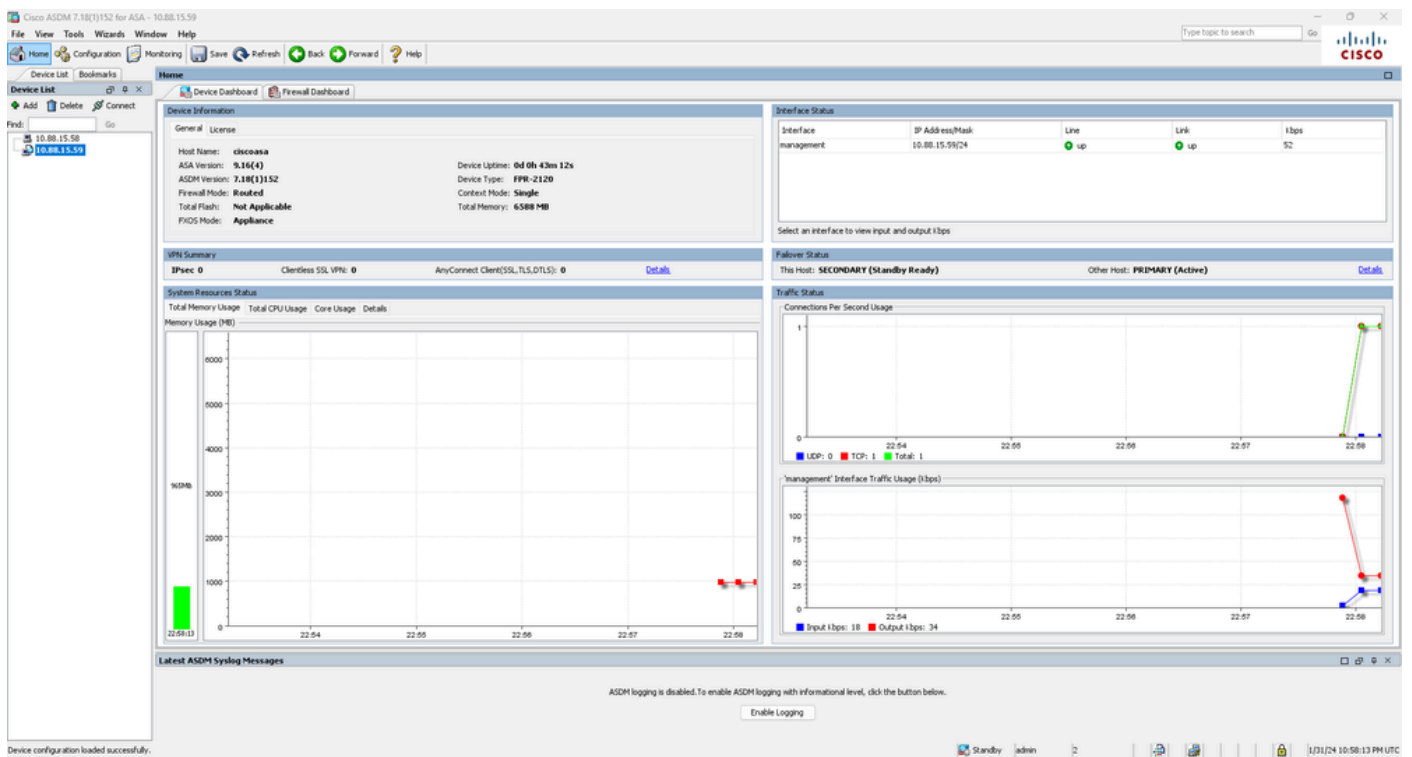 Cisco ASDM 7.18(1)152 for ASA - 10.88.15.59
File View Tools Wizards Window Help
Type topic to search Go
Home Configuration Monitoring Save Refresh Back Forward Help
CISCO
Device List Bookmarks
Device List
Add Delete Connect
Find: Go
10.88.15.58
10.88.15.59
Home
Device Dashboard Firewall Dashboard
Device Information
General License
Host Name: ciscoasa
ASA Version: 9.16(4) Device Uptime: 0d 0h 43m 12s
ASDM Version: 7.18(1)152 Device Type: FPR-2120
Firewall Mode: Routed Context Mode: Single
Total Flash: Not Applicable Total Memory: 6588 MB
FXOS Mode: Appliance
Interface Status
Interface IP Address/Mask Line Link Kbps
management 10.88.15.59/24 up up 52
Select an interface to view input and output Kbps
VPN Summary
IPsec 0 Clientless SSL VPN: 0 AnyConnect Client(SSL,TLS,DTLS): 0 Details
Failover Status
This Host: SECONDARY (Standby Ready) Other Host: PRIMARY (Active) Details
System Resources Status
Total Memory Usage Total CPU Usage Core Usage Details
Memory Usage (MB)
6000
5000
4000
965MB
3000
2000
1000
0
22:58:13 22:54 22:55 22:56 22:57 22:58
Traffic Status
Connections Per Second Usage
1
0
22:54 22:55 22:56 22:57 22:58
UDP: 0 TCP: 1 Total: 1
'management' Interface Traffic Usage (Kbps)
100
75
50
25
0
22:54 22:55 22:56 22:57 22:58
Input Kbps: 18 Output Kbps: 34
Latest ASDM Syslog Messages
ASDM logging is disabled.To enable ASDM logging with informational level, click the button below.
Enable Logging
Device configuration loaded successfully. Standby admin 2 1/31/24 10:58:13 PM UTC